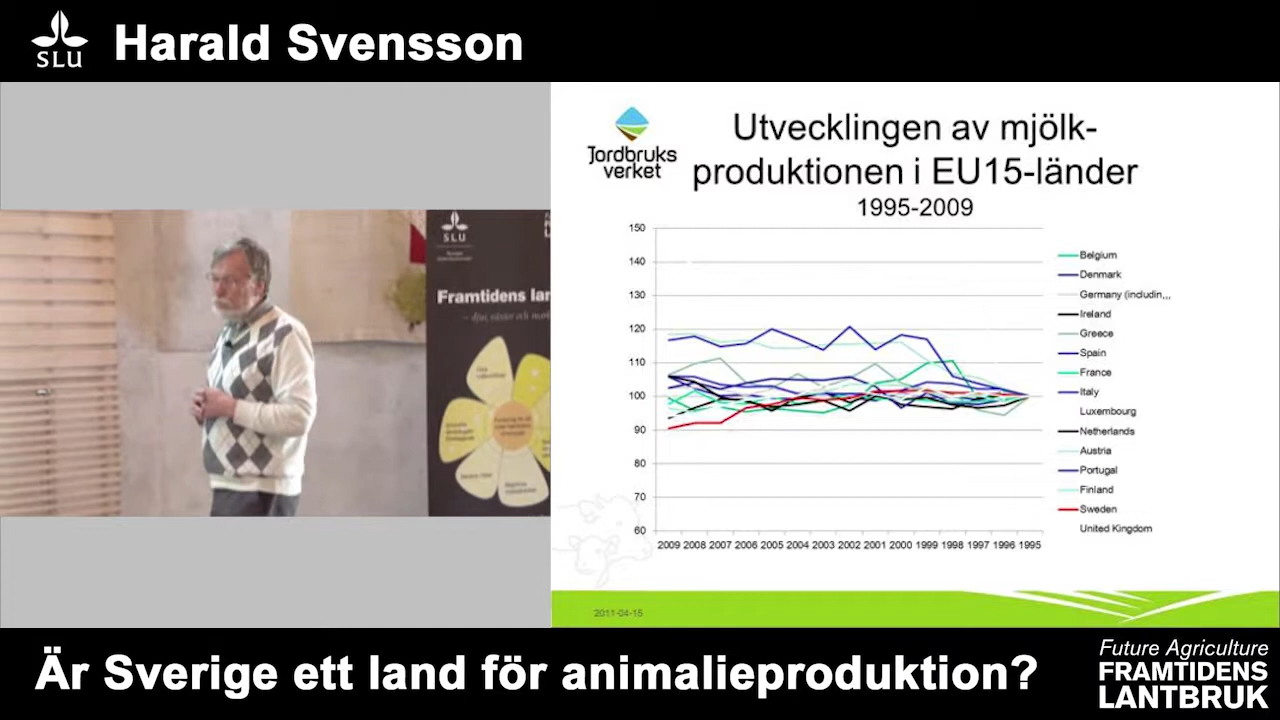 SLU
Harald Svensson
SLU
Framtidens lan
Jordbruks
verket
Utvecklingen av mjölk-
produktionen i EU15-länder
1995-2009
150
140
130
120
110
100
90
80
70
60
2009 2008 2007 2006 2005 2004 2003 2002 2001 2000 1999 1998 1997 1996 1995
Belgium
Denmark
Germany (includin,,,
Ireland
Greece
Spain
France
Italy
Luxembourg
Netherlands
Austria
Portugal
Finland
Sweden
United Kingdom
2011-04-15
Är Sverige ett land för animalieproduktion?
Future Agriculture
FRAMTIDENS
LANTBRUK